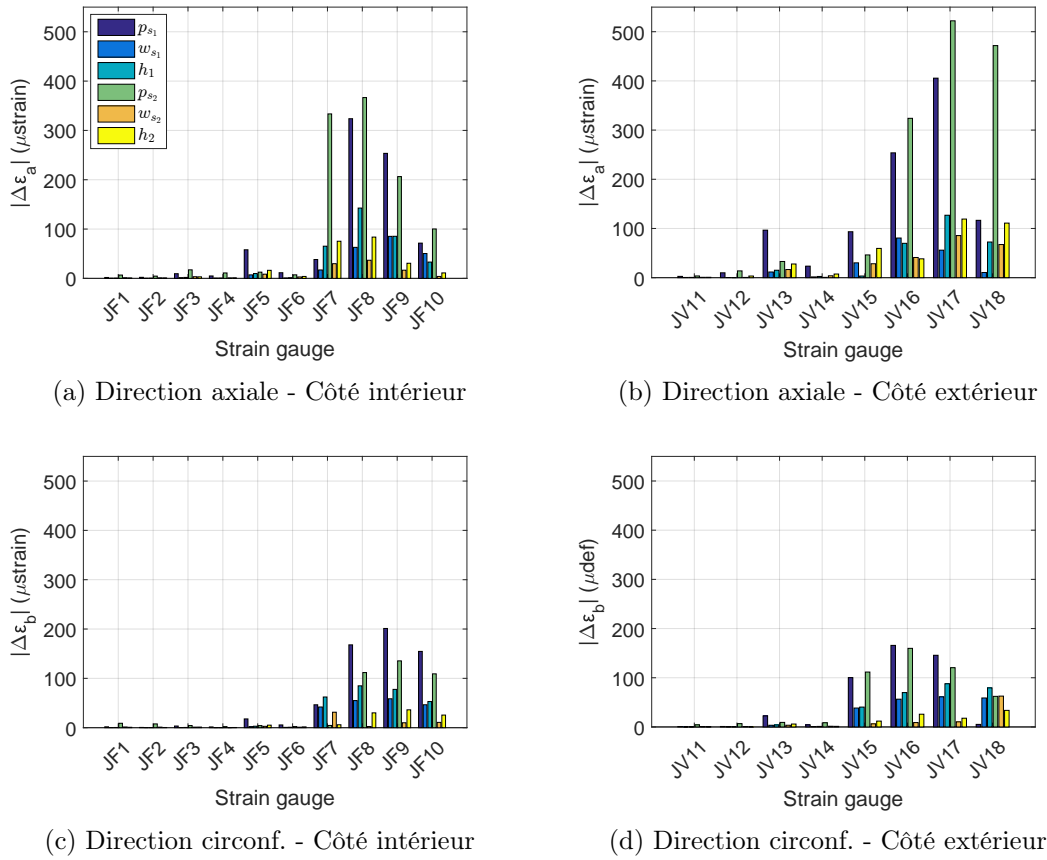 |Δε_a| (μstrain)
500
400
300
200
100
0
p_{s_1}
w_{s_1}
h_1
p_{s_2}
w_{s_2}
h_2
JF1 JF2 JF3 JF4 JF5 JF6 JF7 JF8 JF9 JF10
Strain gauge
(a) Direction axiale - Côté intérieur
|Δε_a| (μstrain)
500
400
300
200
100
0
JV11 JV12 JV13 JV14 JV15 JV16 JV17 JV18
Strain gauge
(b) Direction axiale - Côté extérieur
|Δε_b| (μstrain)
500
400
300
200
100
0
JF1 JF2 JF3 JF4 JF5 JF6 JF7 JF8 JF9 JF10
Strain gauge
(c) Direction circonf. - Côté intérieur
|Δε_b| (μdef)
500
400
300
200
100
0
JV11 JV12 JV13 JV14 JV15 JV16 JV17 JV18
Strain gauge
(d) Direction circonf. - Côté extérieur